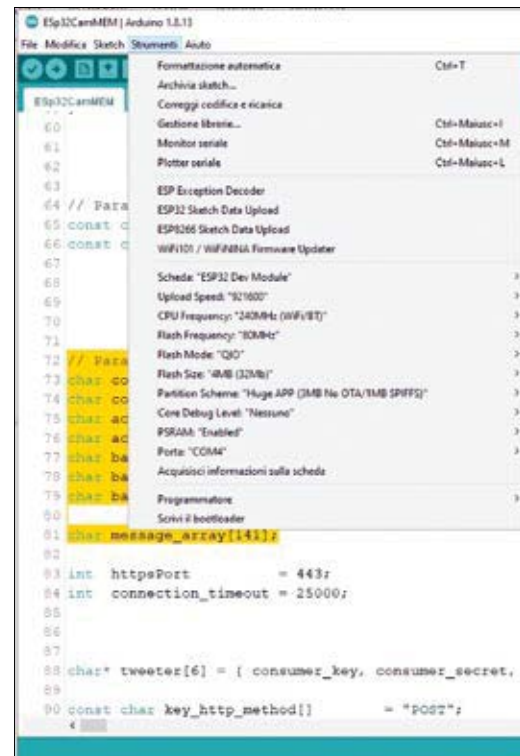 ESp32CamMEM | Arduino 1.8.13
File Modifica Sketch Strumenti Aiuto
ESp32CamMEM
Formattazione automatica Ctrl+T
Archivia sketch...
Correggi codifica e ricarica
Gestione librerie... Ctrl+Maiusc+I
Monitor seriale Ctrl+Maiusc+M
Plotter seriale Ctrl+Maiusc+L
ESP Exception Decoder
ESP32 Sketch Data Upload
ESP8266 Sketch Data Upload
WiFi101 / WiFiNINA Firmware Updater
Scheda: "ESP32 Dev Module"
Upload Speed: "921600"
CPU Frequency: "240MHz (WiFi/BT)"
Flash Frequency: "80MHz"
Flash Mode: "QIO"
Flash Size: "4MB (32Mb)"
Partition Scheme: "Huge APP (3MB No OTA/1MB SPIFFS)"
Core Debug Level: "Nessuno"
PSRAM: "Enabled"
Porta: "COM4"
Acquisisci informazioni sulla scheda
Programmatore
Scrivi il bootloader
60
61
62
63
64 // Para
65 const c
66 const c
67
68
69
70
71
72 // Para
73 char co
74 char co
75 char ac
76 char ac
77 char ba
78 char ba
79 char ba
80
81 char message_array[141];
82
83 int httpsPort = 443;
84 int connection_timeout = 25000;
85
86
87
88 char* tweeter[6] = { consumer_key, consumer_secret,
89
90 const char key_http_method[] = "POST";